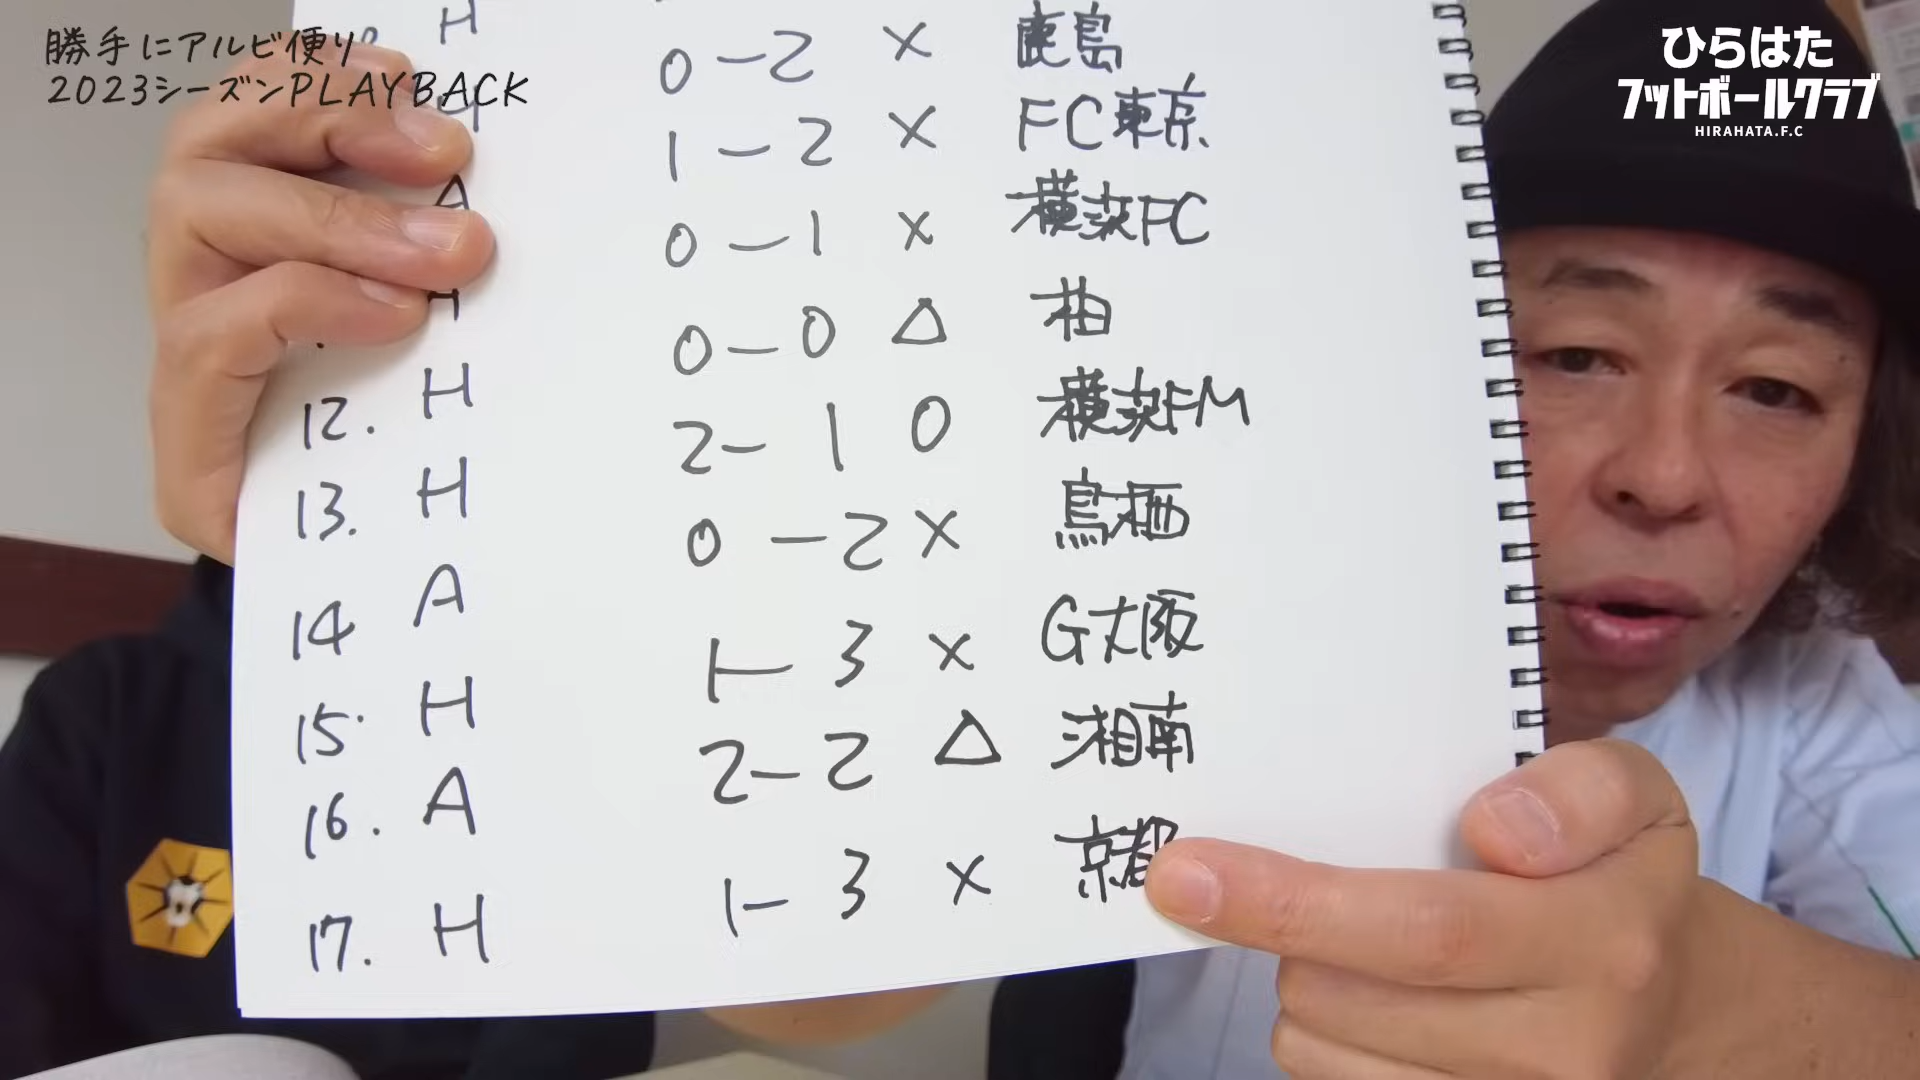 勝手にアルビ便り
2023シーズンPLAYBACK
ひらはた
フットボールクラブ
HIRAHATA.F.C
H 0-2 × 鹿島
1-2 × FC東京
A 0-1 × 横浜FC
H 0-0 △ 柏
12. H 2-1 O 横浜FM
13. H 0-2 × 鳥栖
14 A 1-3 × G大阪
15. H 2-2 △ 湘南
16. A 1-3 × 京都
17. H